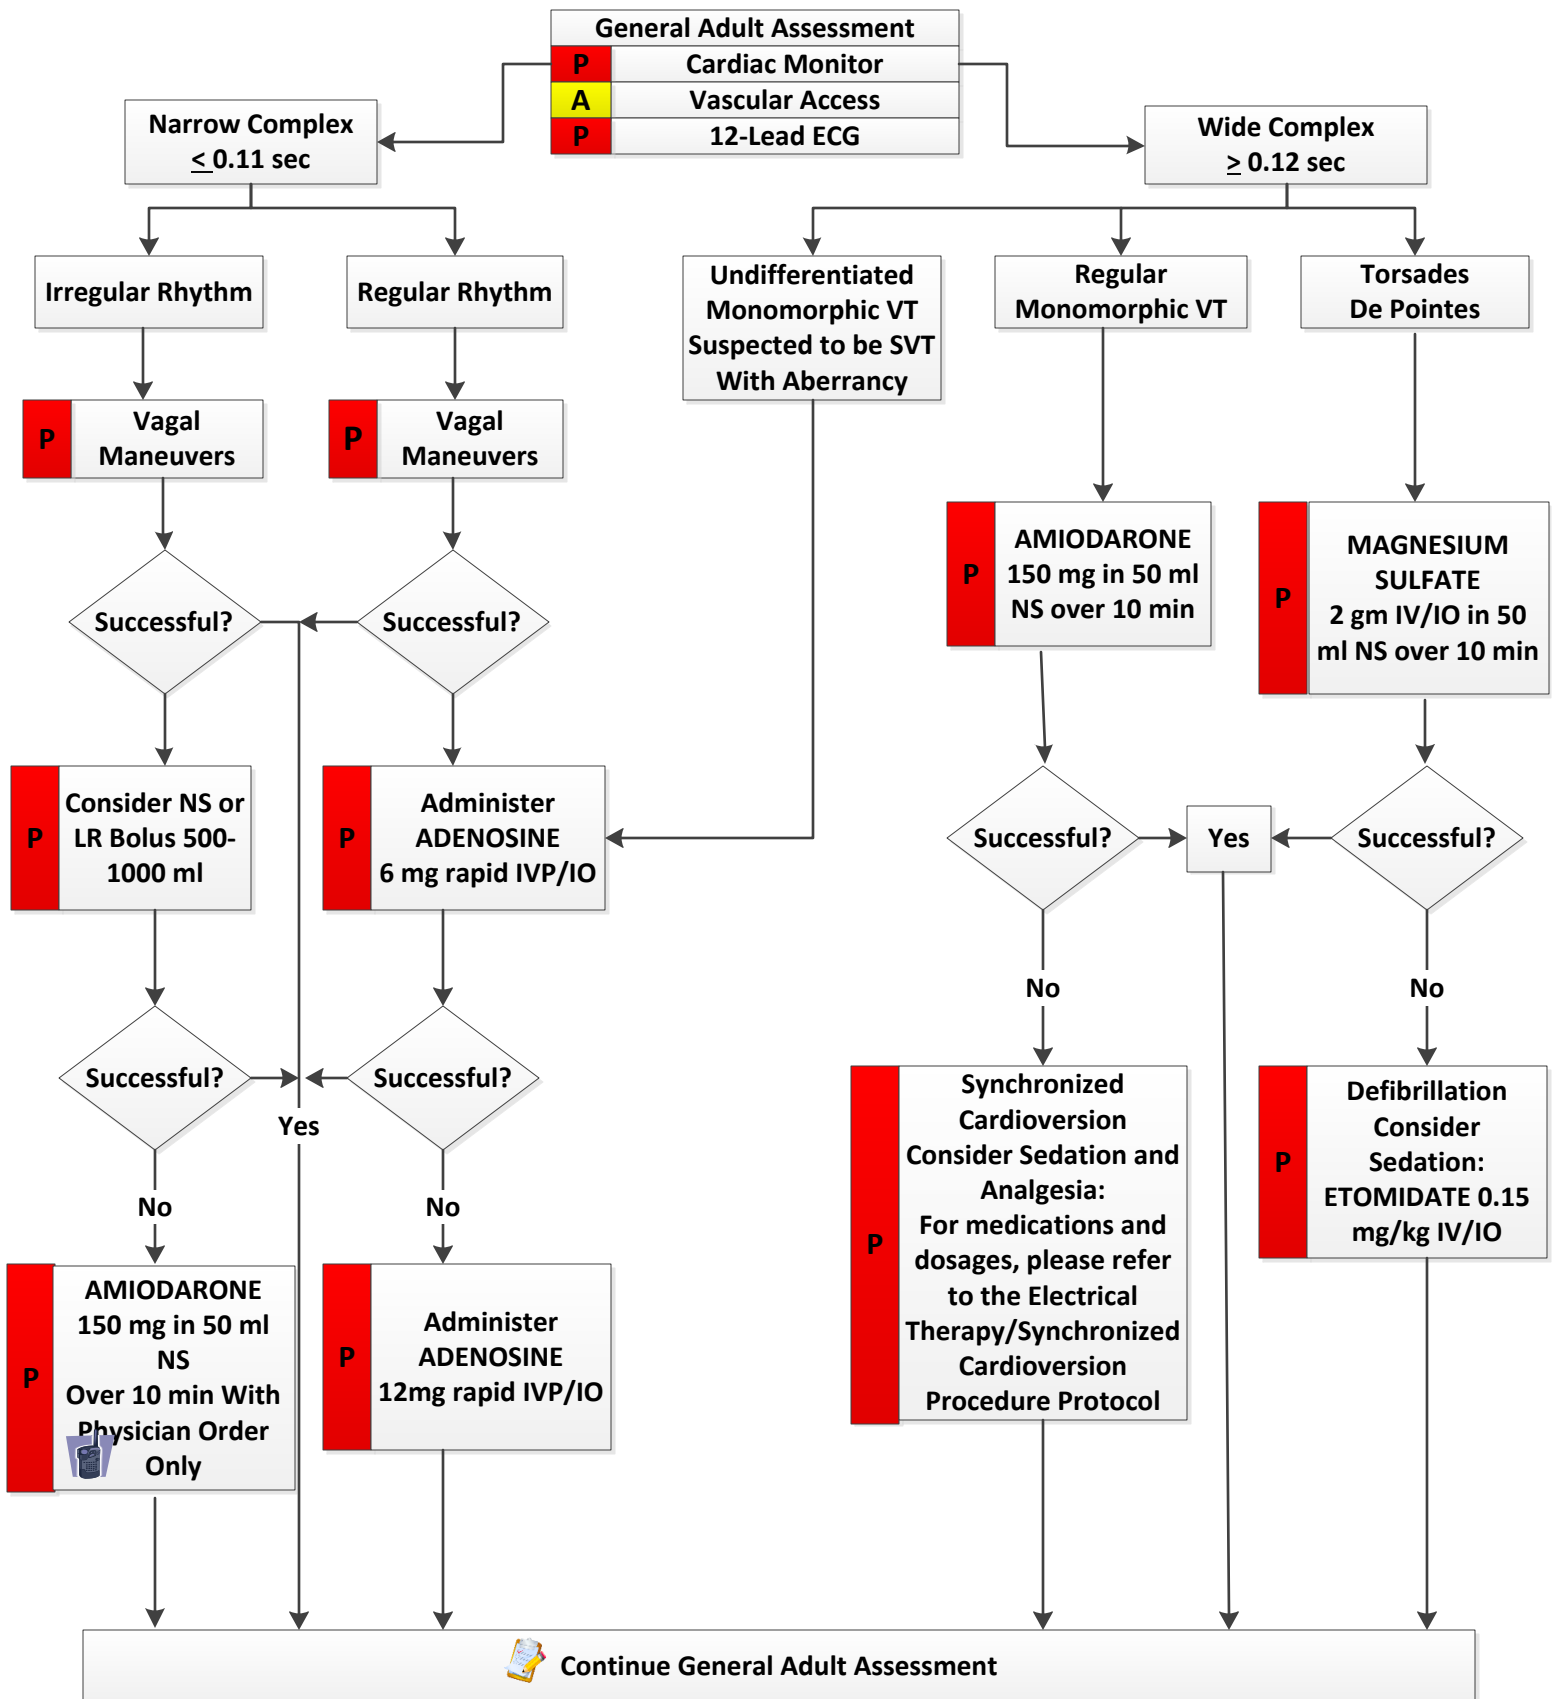 General Adult Assessment
P Cardiac Monitor
A Vascular Access
P 12-Lead ECG
Narrow Complex
≤ 0.11 sec
Wide Complex
≥ 0.12 sec
Irregular Rhythm
Regular Rhythm
Undifferentiated
Monomorphic VT
Suspected to be SVT
With Aberrancy
Regular
Monomorphic VT
Torsades
De Pointes
P
Vagal
Maneuvers
P
Vagal
Maneuvers
P
AMIODARONE
150 mg in 50 ml
NS over 10 min
P
MAGNESIUM
SULFATE
2 gm IV/IO in 50
ml NS over 10 min
Successful?
Successful?
P
Consider NS or
LR Bolus 500-
1000 ml
P
Administer
ADENOSINE
6 mg rapid IVP/IO
Successful?
Yes
Successful?
No
No
Successful?
Successful?
Yes
No
No
P
Synchronized
Cardioversion
Consider Sedation and
Analgesia:
For medications and
dosages, please refer
to the Electrical
Therapy/Synchronized
Cardioversion
Procedure Protocol
P
Defibrillation
Consider
Sedation:
ETOMIDATE 0.15
mg/kg IV/IO
P
AMIODARONE
150 mg in 50 ml
NS
Over 10 min With
Physician Order
Only
P
Administer
ADENOSINE
12mg rapid IVP/IO
Continue General Adult Assessment